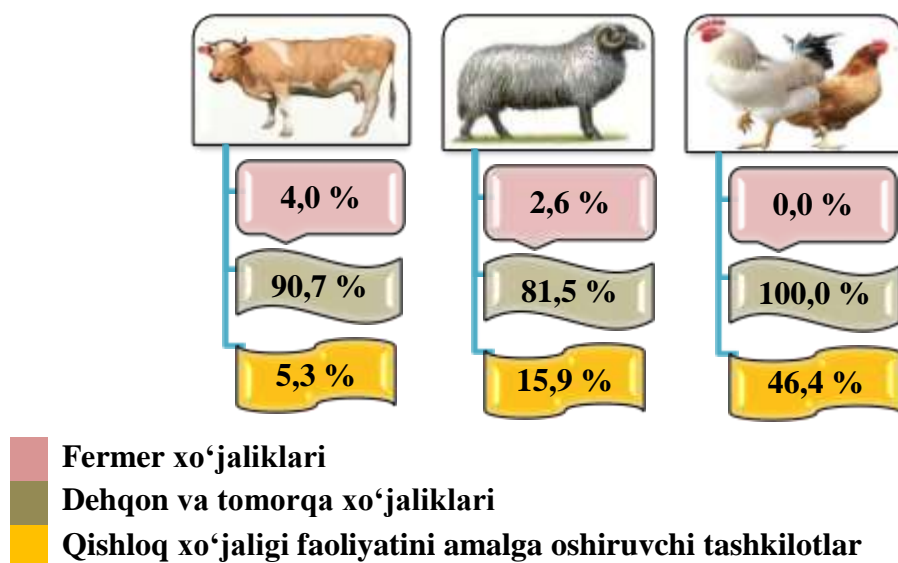 4,0 % 2,6 % 0,0 %
90,7 % 81,5 % 100,0 %
5,3 % 15,9 % 46,4 %
Fermer xo‘jaliklari
Dehqon va tomorqa xo‘jaliklari
Qishloq xo‘jaligi faoliyatini amalga oshiruvchi tashkilotlar